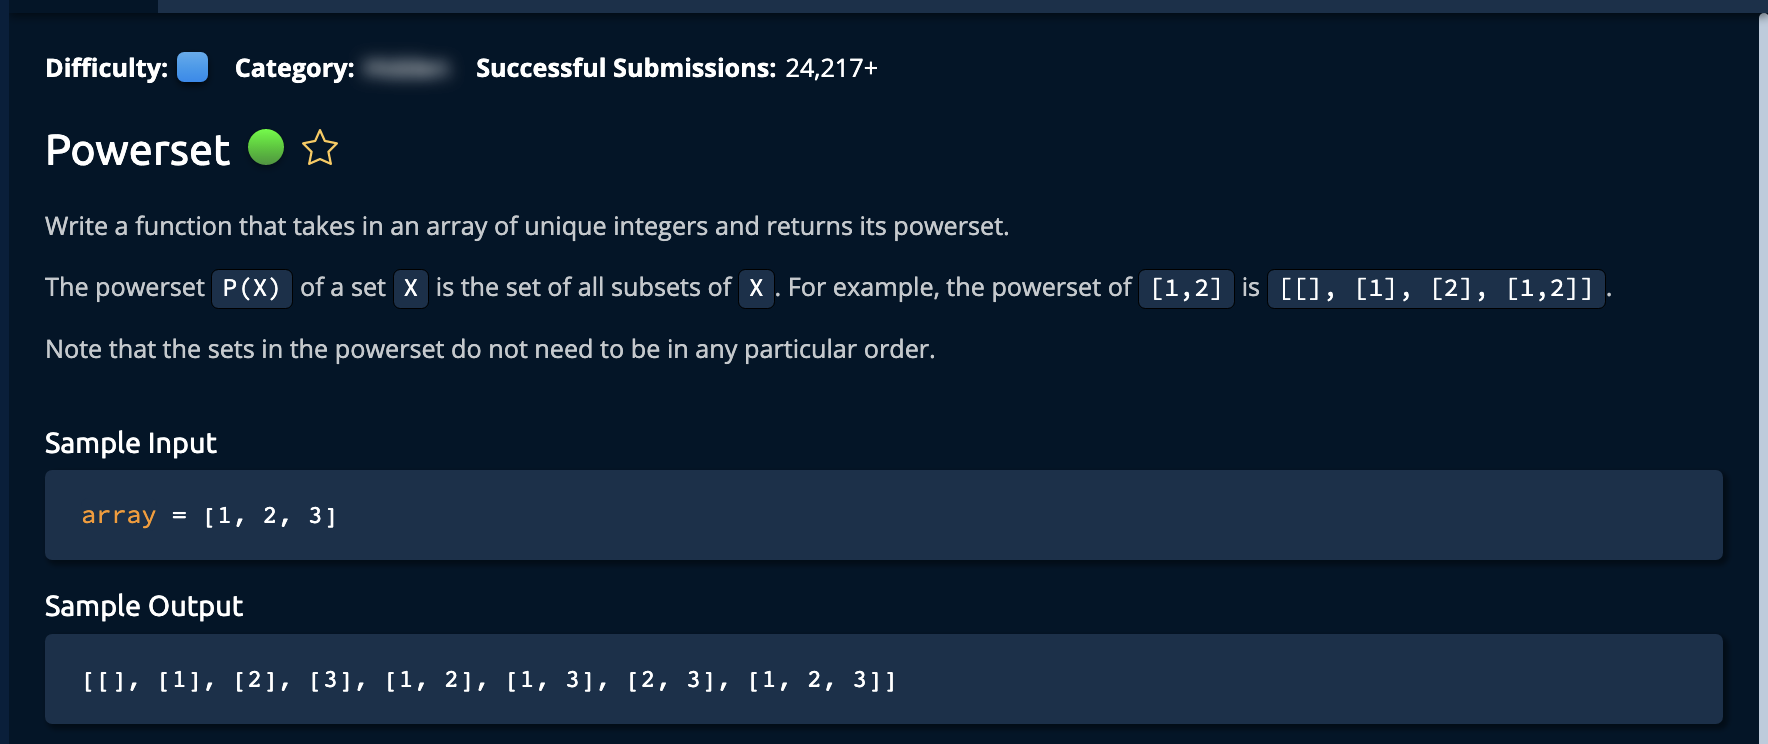 Difficulty: Category: Successful Submissions: 24,217+
Powerset
Write a function that takes in an array of unique integers and returns its powerset.
The powerset P(X) of a set X is the set of all subsets of X. For example, the powerset of [1,2] is [[], [1], [2], [1,2]].
Note that the sets in the powerset do not need to be in any particular order.
Sample Input
array = [1, 2, 3]
Sample Output
[[], [1], [2], [3], [1, 2], [1, 3], [2, 3], [1, 2, 3]]